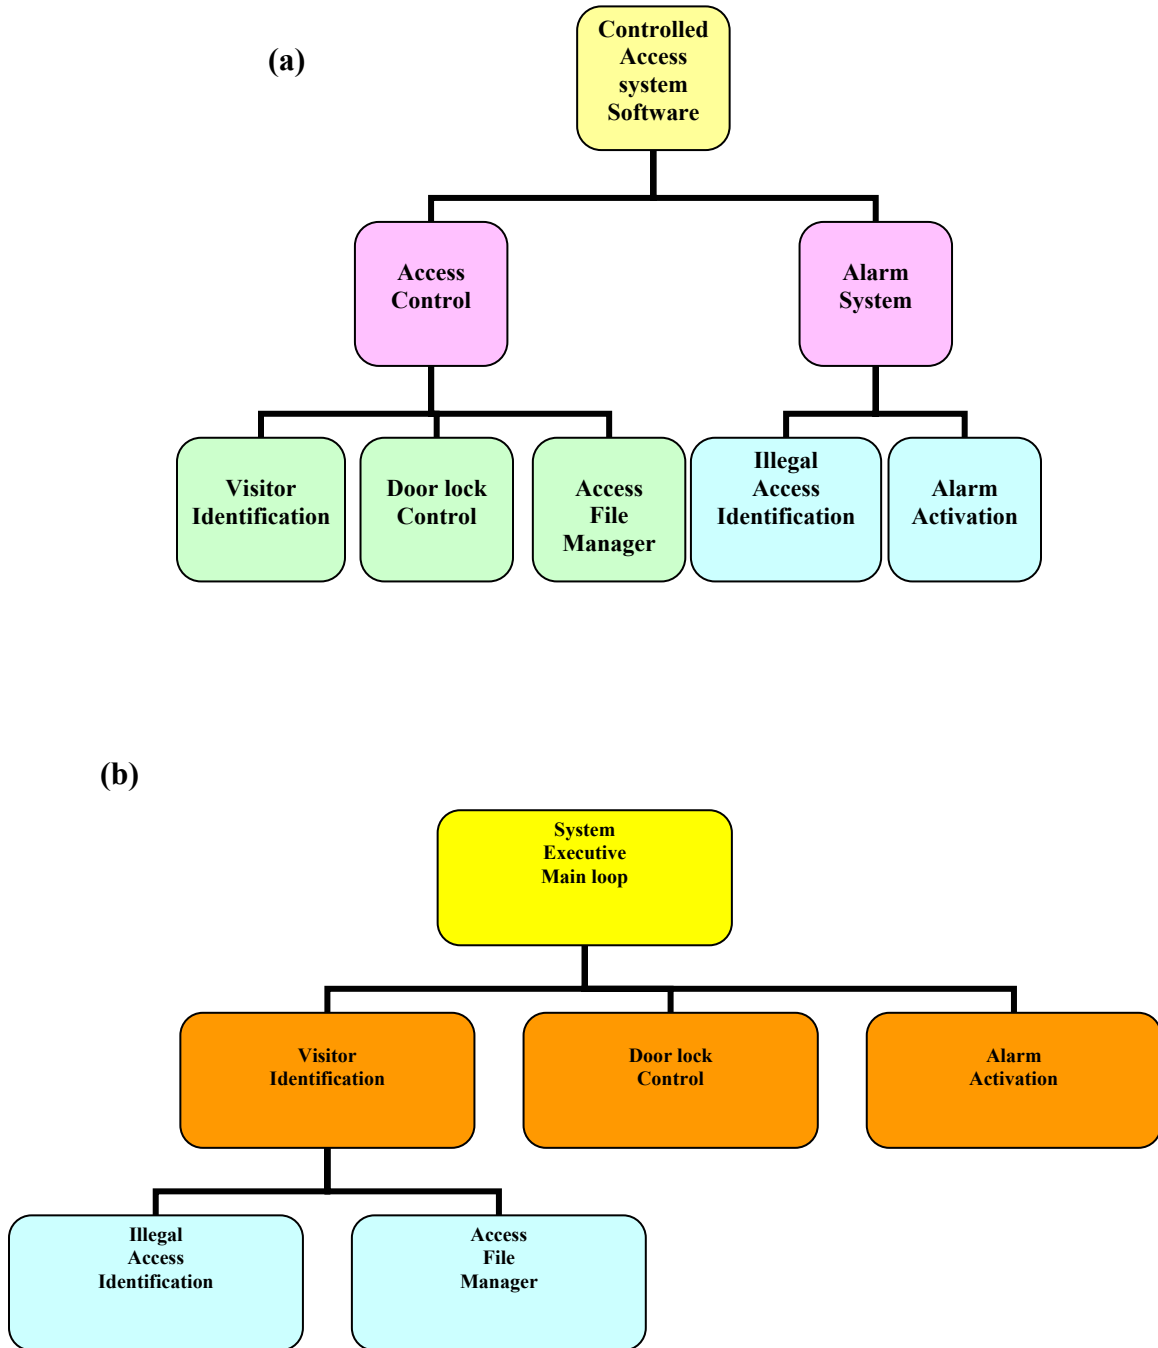 (a)
Controlled
Access
system
Software
Access
Control
Alarm
System
Visitor
Identification
Door lock
Control
Access
File
Manager
Illegal
Access
Identification
Alarm
Activation
(b)
System
Executive
Main loop
Visitor
Identification
Door lock
Control
Alarm
Activation
Illegal
Access
Identification
Access
File
Manager